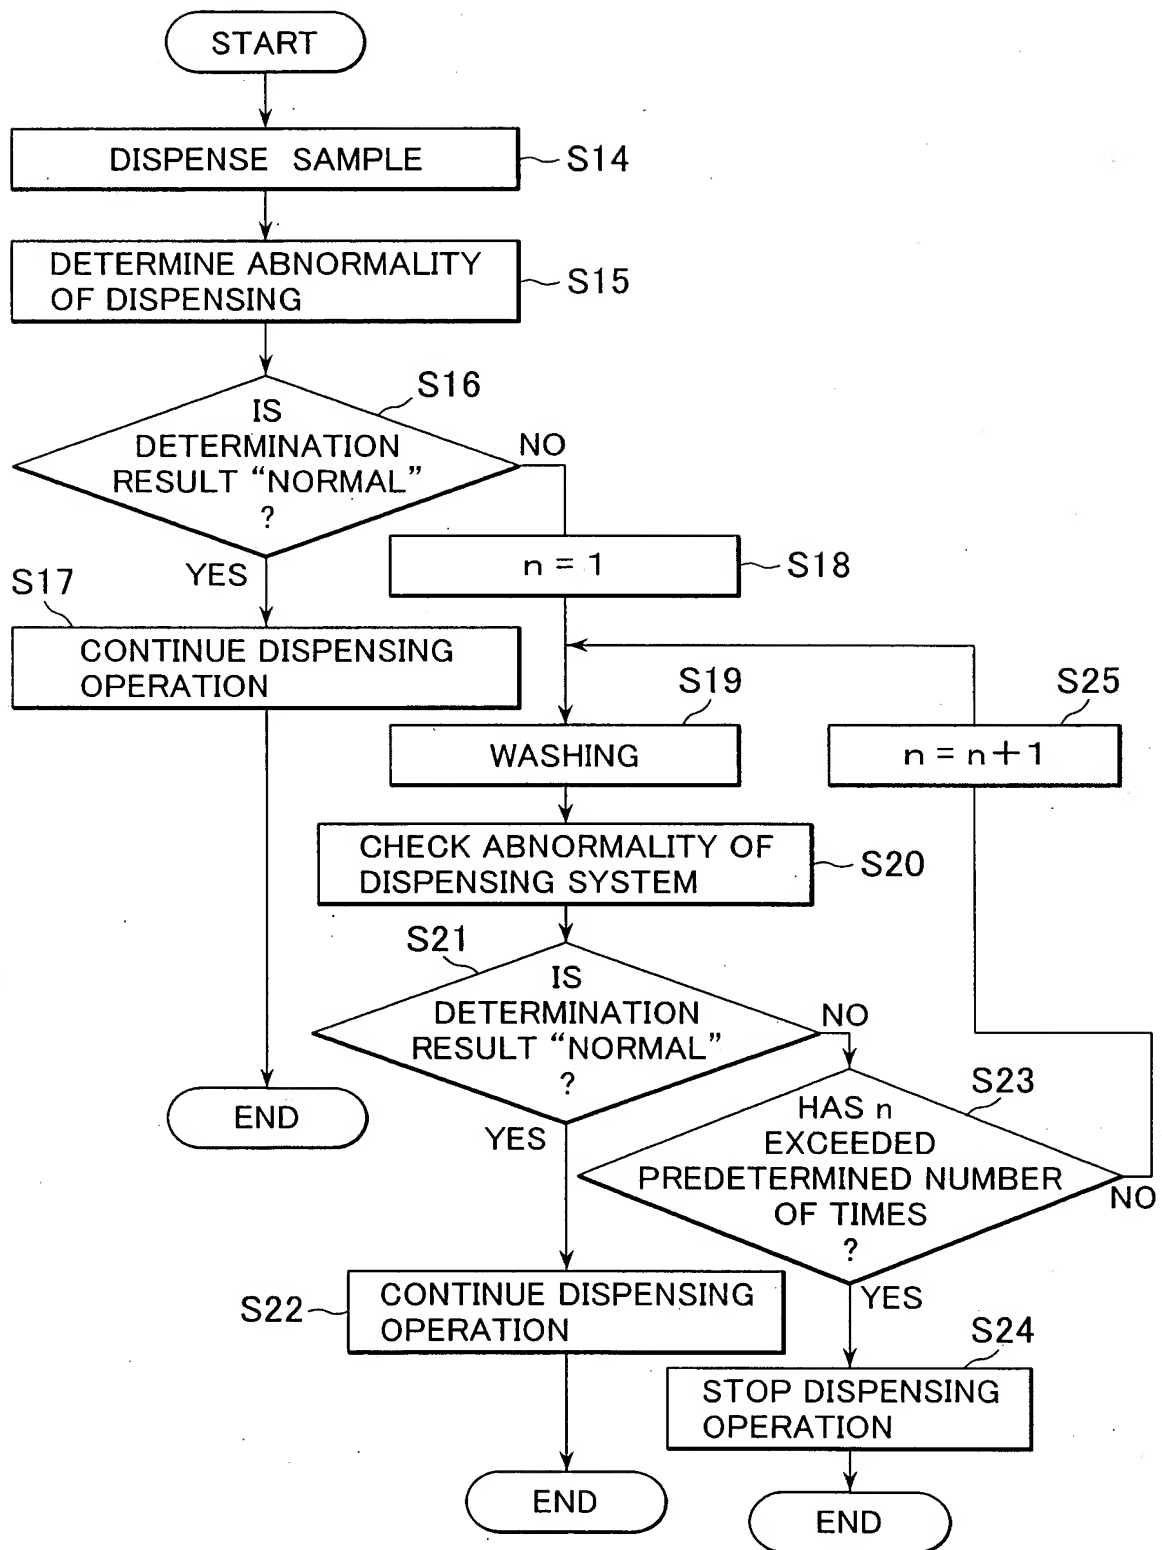 START
DISPENSE SAMPLE
S14
DETERMINE ABNORMALITY
OF DISPENSING
S15
S16
IS
DETERMINATION
RESULT “NORMAL”
?
NO
YES
n = 1
S18
S17
CONTINUE DISPENSING
OPERATION
S19
WASHING
S25
n = n+1
CHECK ABNORMALITY OF
DISPENSING SYSTEM
S20
S21
IS
DETERMINATION
RESULT “NORMAL”
?
NO
YES
END
S23
HAS n
EXCEEDED
PREDETERMINED NUMBER
OF TIMES
?
NO
YES
S22
CONTINUE DISPENSING
OPERATION
S24
STOP DISPENSING
OPERATION
END
END